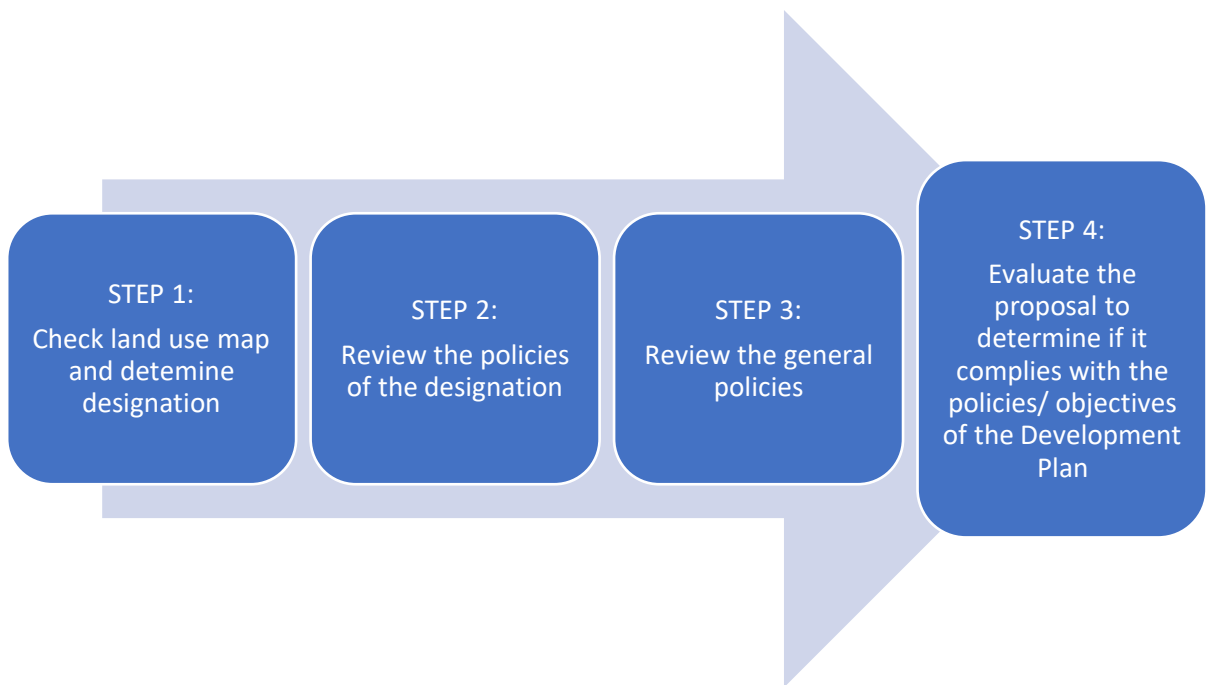 STEP 1:
Check land use map
and detemine
designation
STEP 2:
Review the policies
of the designation
STEP 3:
Review the general
policies
STEP 4:
Evaluate the
proposal to
determine if it
complies with the
policies/ objectives
of the Development
Plan